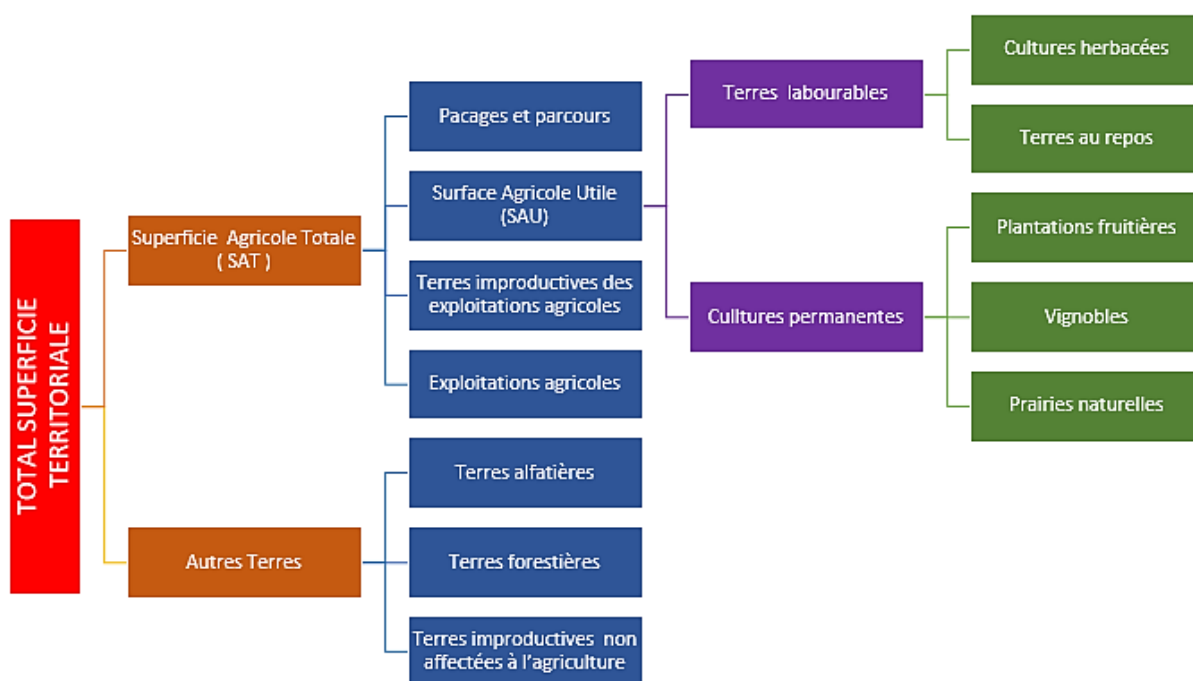 TOTAL SUPERFICIE
TERRITORIALE
Superficie Agricole Totale
( SAT )
Autres Terres
Pacages et parcours
Surface Agricole Utile
(SAU)
Terres improductives des
exploitations agricoles
Exploitations agricoles
Terres alfatières
Terres forestières
Terres improductives non
affectées à l'agriculture
Terres labourables
Cultures permanentes
Cultures herbacées
Terres au repos
Plantations fruitières
Vignobles
Prairies naturelles